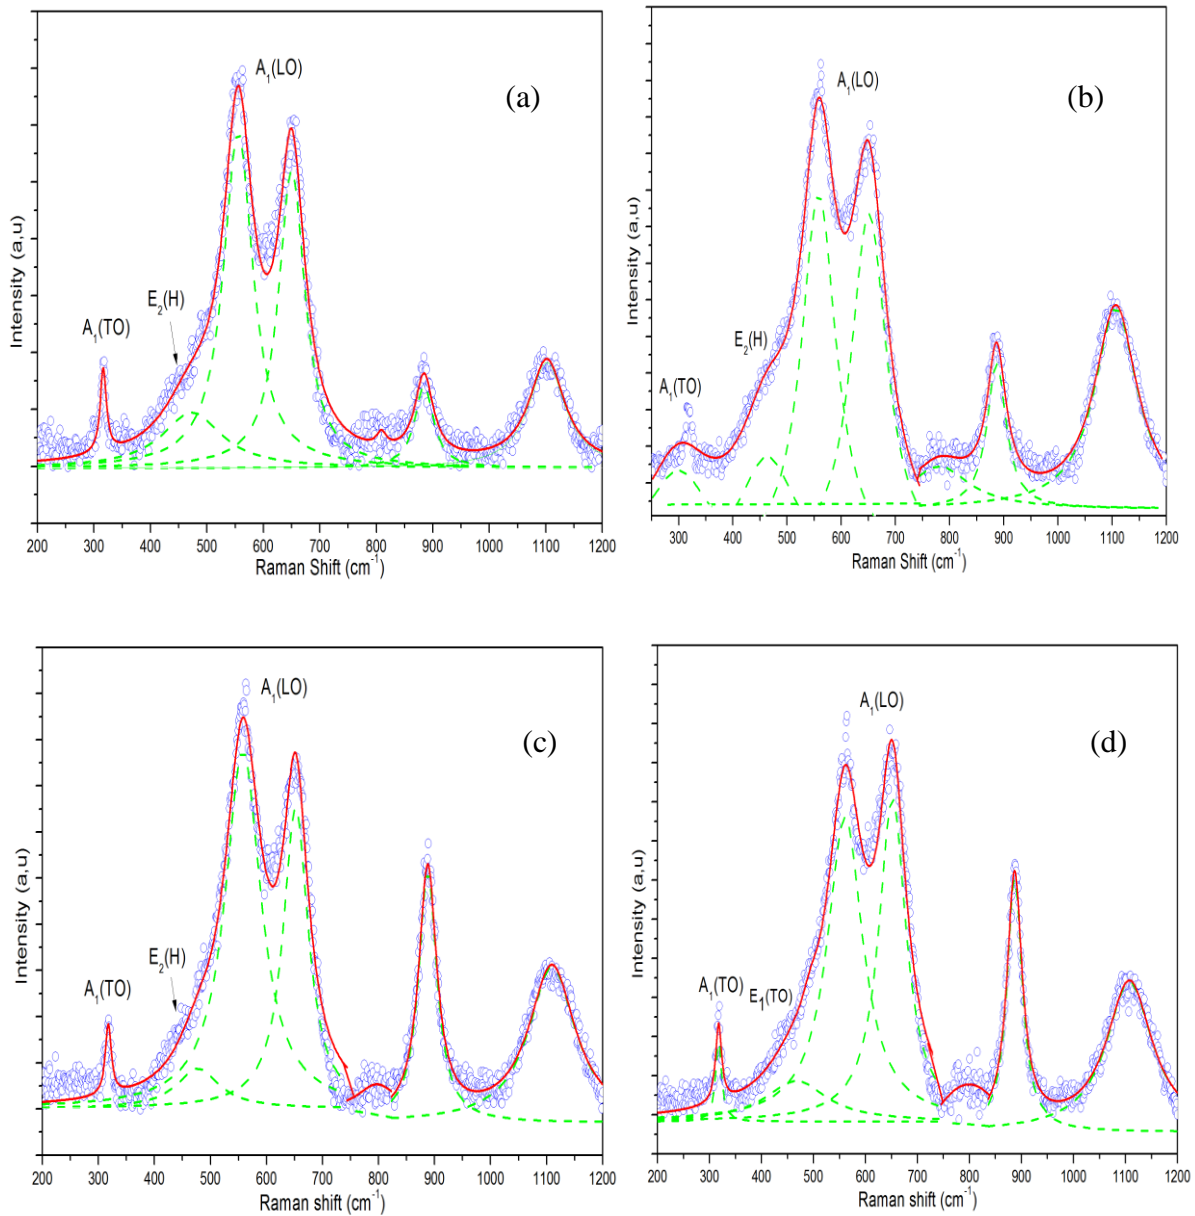 (a)
A₁(LO)
E₂(H)
A₁(TO)
Intensity (a,u)
200 300 400 500 600 700 800 900 1000 1100 1200
Raman Shift (cm⁻¹)
(b)
A₁(LO)
E₂(H)
A₁(TO)
Intensity (a,u)
300 400 500 600 700 800 900 1000 1100 1200
Raman Shift (cm⁻¹)
(c)
A₁(LO)
E₂(H)
A₁(TO)
Intensity (a,u)
200 300 400 500 600 700 800 900 1000 1100 1200
Raman shift (cm⁻¹)
(d)
A₁(LO)
A₁(TO)
E₁(TO)
Intensity (a,u)
200 300 400 500 600 700 800 900 1000 1100 1200
Raman shift (cm⁻¹)